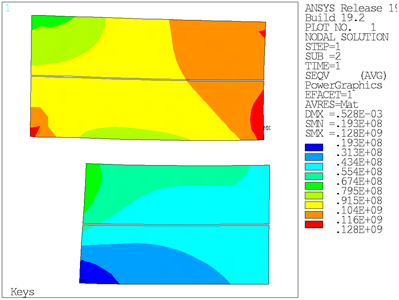 1
ANSYS Release 19
Build 19.2
PLOT NO. 1
NODAL SOLUTION
STEP=1
SUB =2
TIME=1
SEQV (AVG)
PowerGraphics
EFACET=1
AVRES=Mat
DMX =.528E-03
SMN =.193E+08
SMX =.128E+09
.193E+08
.313E+08
.434E+08
.554E+08
.674E+08
.795E+08
.915E+08
.104E+09
.116E+09
.128E+09
MX
Keys